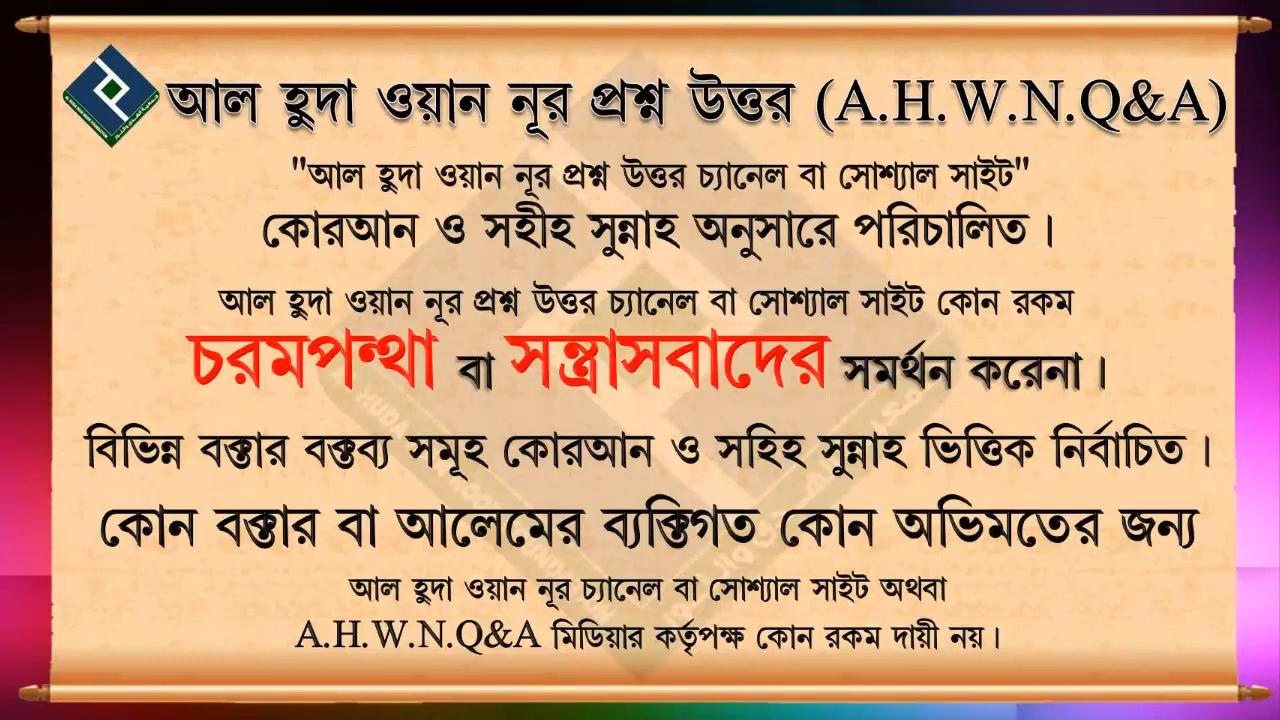 আল হুদা ওয়ান নূর প্রশ্ন উত্তর (A.H.W.N.Q&A)
"আল হুদা ওয়ান নূর প্রশ্ন উত্তর চ্যানেল বা সোশ্যাল সাইট"
কোরআন ও সহীহ সুন্নাহ অনুসারে পরিচালিত।
আল হুদা ওয়ান নূর প্রশ্ন উত্তর চ্যানেল বা সোশ্যাল সাইট কোন রকম
চরমপন্থা বা সন্ত্রাসবাদের সমর্থন করেনা।
বিভিন্ন বক্তার বক্তব্য সমূহ কোরআন ও সহিহ সুন্নাহ ভিত্তিক নির্বাচিত।
কোন বক্তার বা আলেমের ব্যক্তিগত কোন অভিমতের জন্য
আল হুদা ওয়ান নূর চ্যানেল বা সোশ্যাল সাইট অথবা
A.H.W.N.Q&A মিডিয়ার কর্তৃপক্ষ কোন রকম দায়ী নয়।